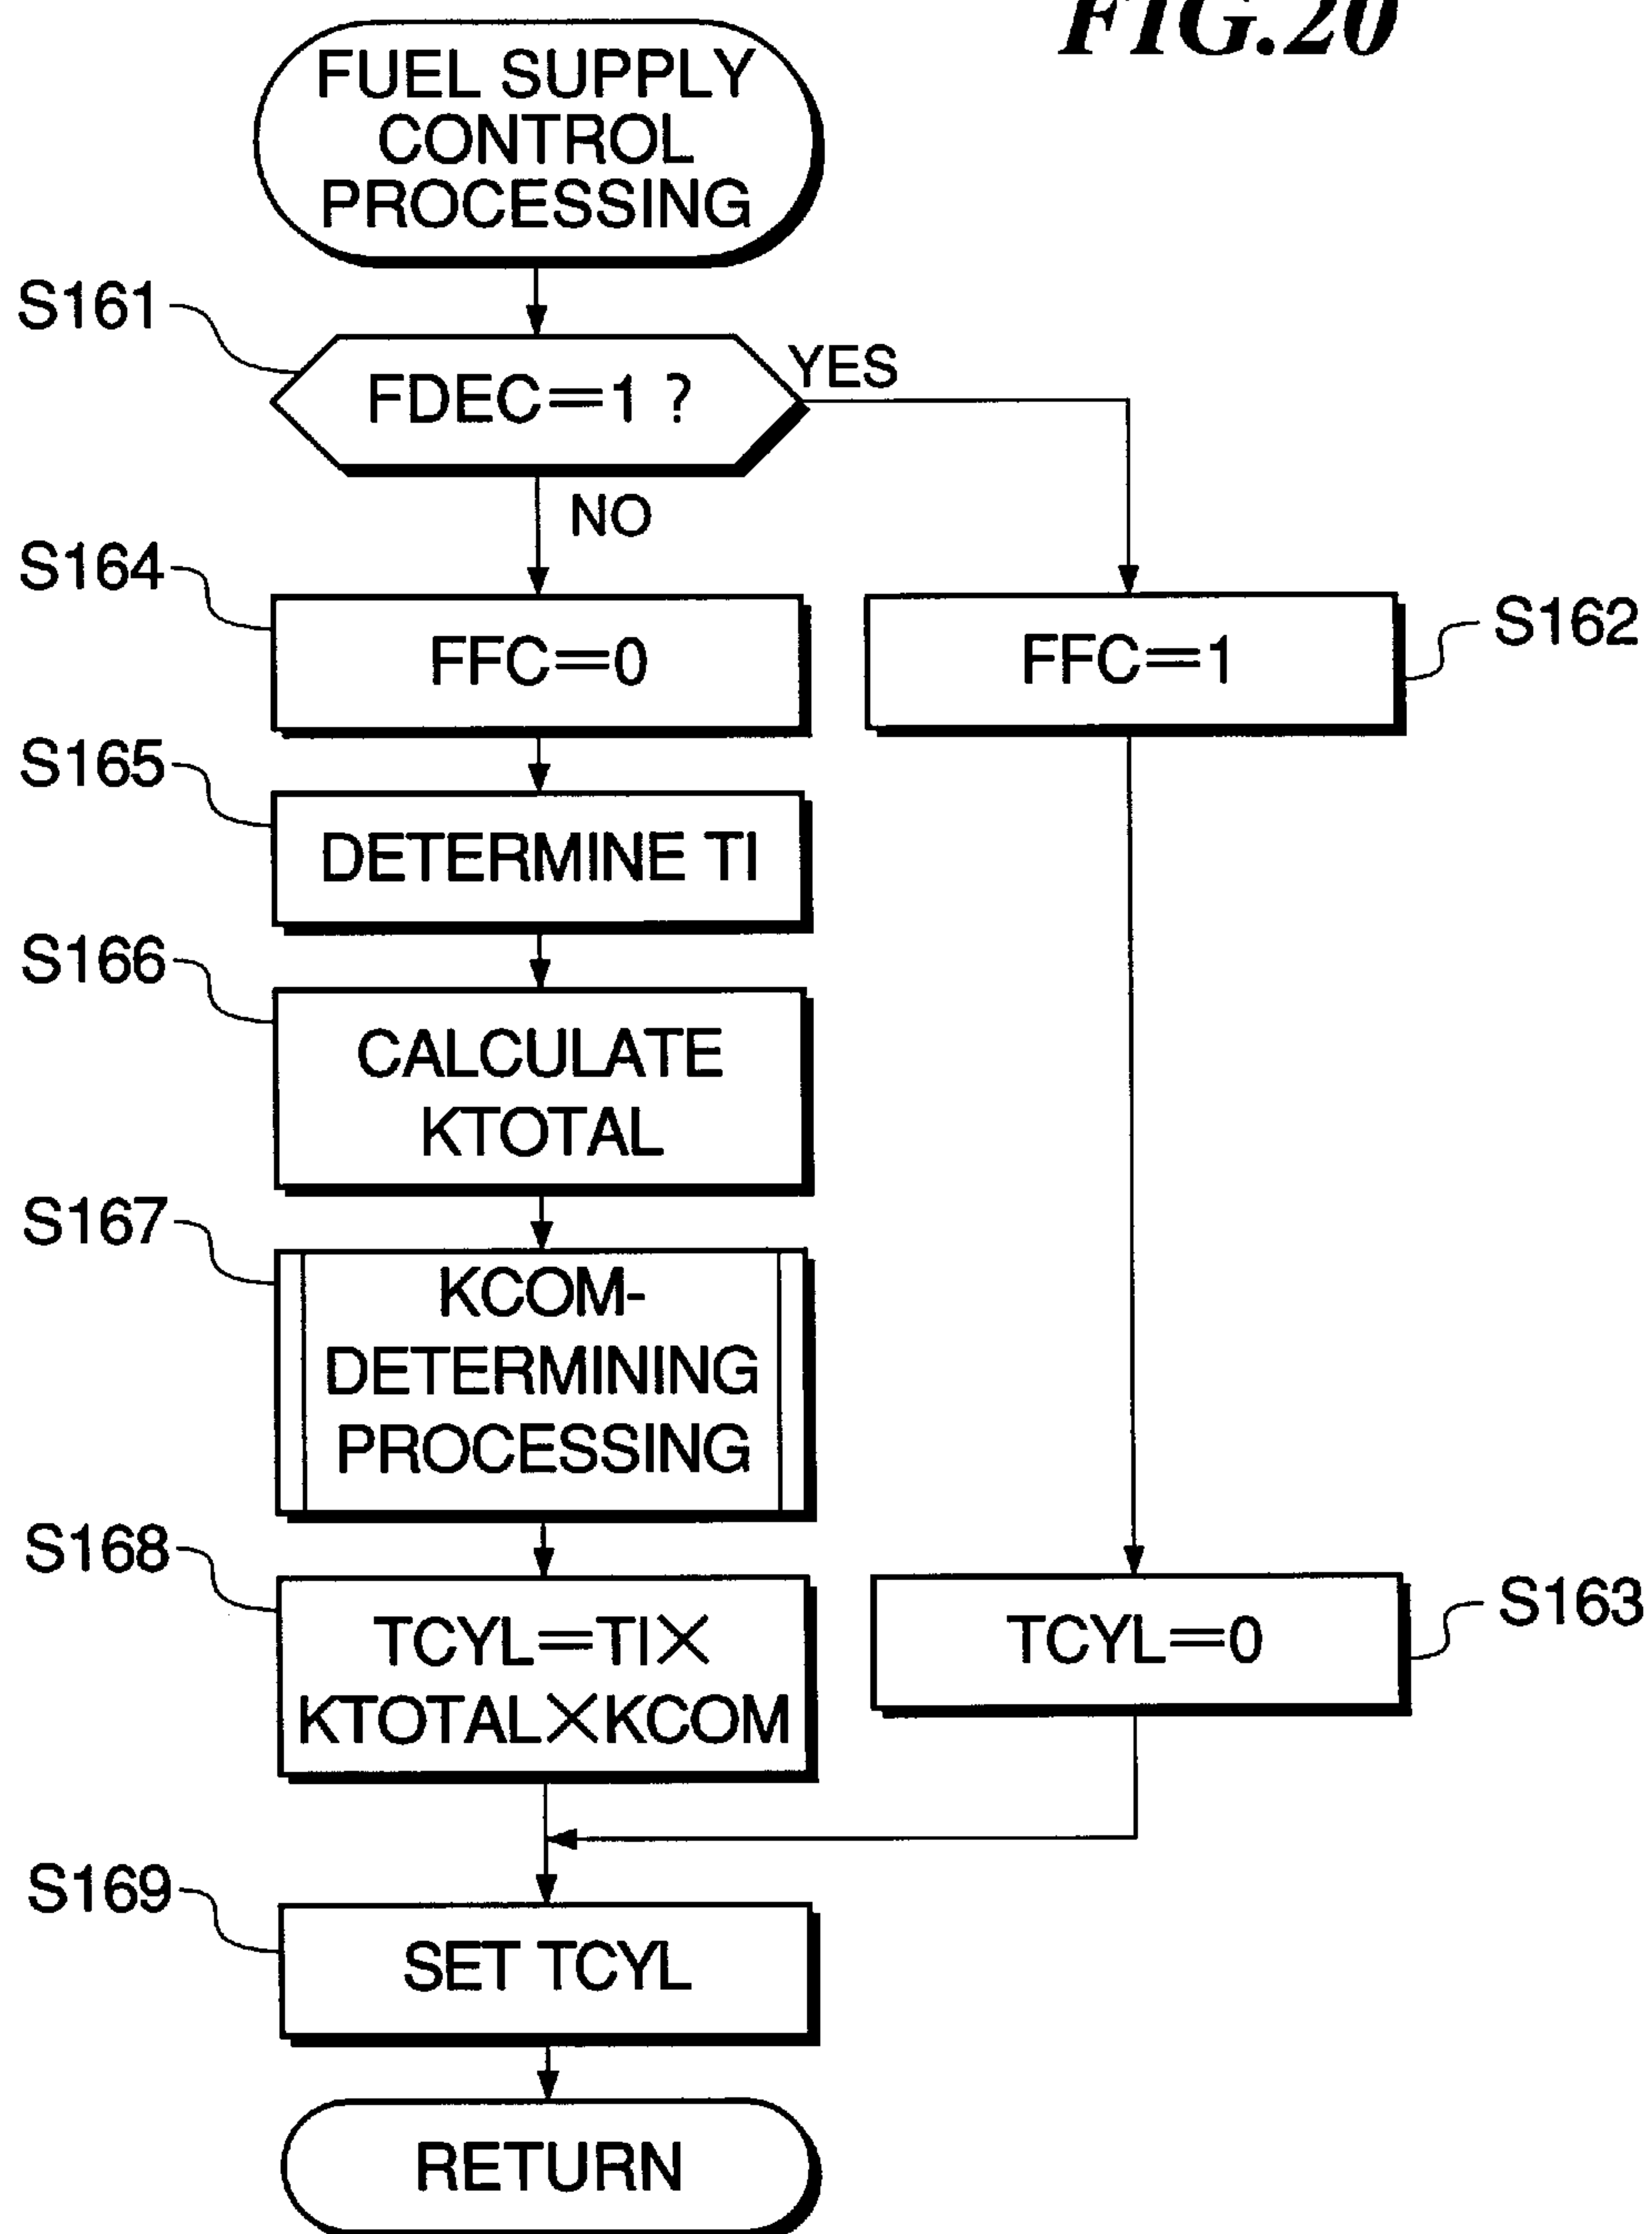 FIG.20
FUEL SUPPLY
CONTROL
PROCESSING
S161
FDEC=1 ?
YES
NO
S164
FFC=0
FFC=1
S162
S165
DETERMINE TI
S166
CALCULATE
KTOTAL
S167
KCOM-
DETERMINING
PROCESSING
S168
TCYL=TI×
KTOTAL×KCOM
TCYL=0
S163
S169
SET TCYL
RETURN